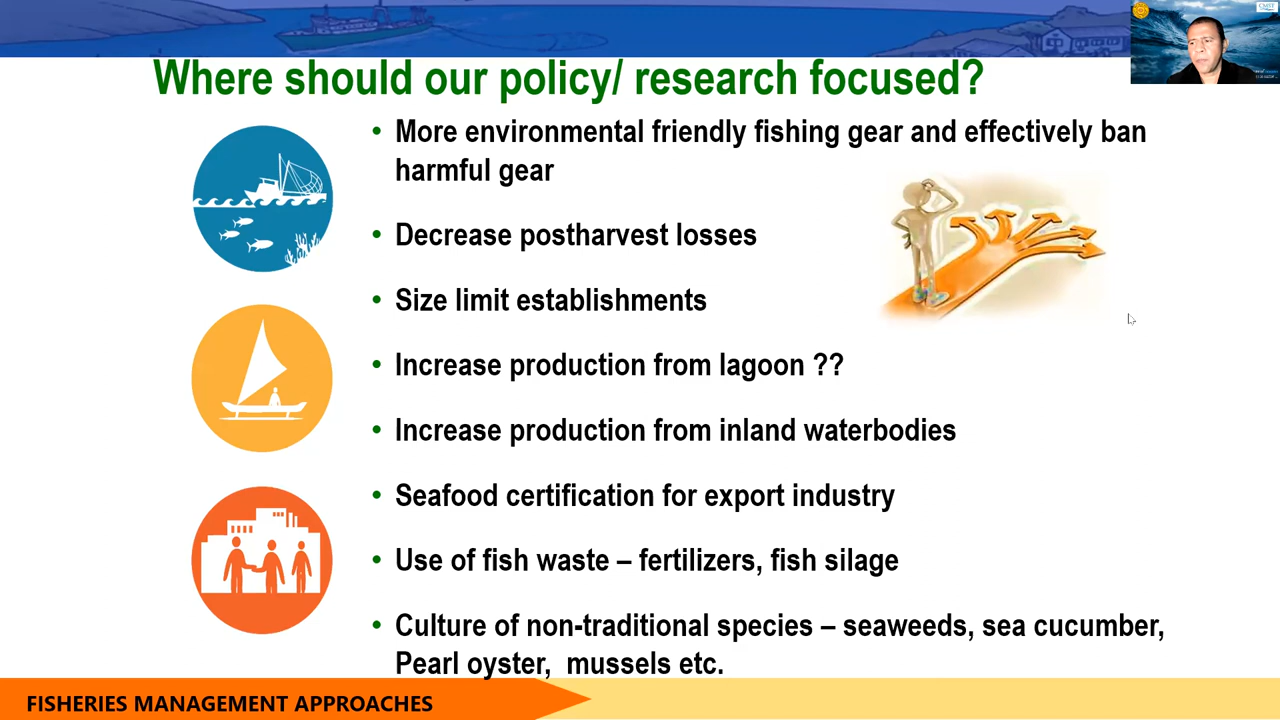 Where should our policy/ research focused?
• More environmental friendly fishing gear and effectively ban
harmful gear
• Decrease postharvest losses
• Size limit establishments
• Increase production from lagoon ??
• Increase production from inland waterbodies
• Seafood certification for export industry
• Use of fish waste – fertilizers, fish silage
• Culture of non-traditional species – seaweeds, sea cucumber,
Pearl oyster, mussels etc.
FISHERIES MANAGEMENT APPROACHES